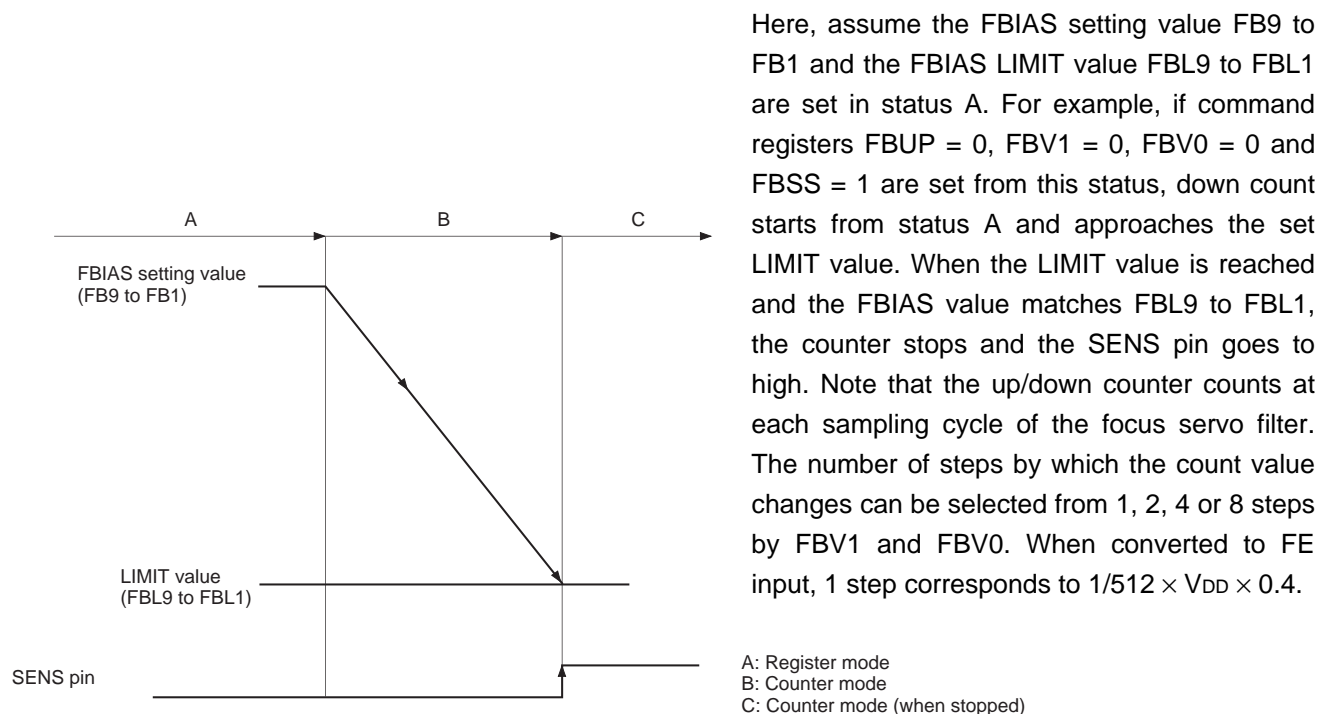 Here, assume the FBIAS setting value FB9 to
FB1 and the FBIAS LIMIT value FBL9 to FBL1
are set in status A. For example, if command
registers FBUP = 0, FBV1 = 0, FBV0 = 0 and
FBSS = 1 are set from this status, down count
starts from status A and approaches the set
LIMIT value. When the LIMIT value is reached
and the FBIAS value matches FBL9 to FBL1,
the counter stops and the SENS pin goes to
high. Note that the up/down counter counts at
each sampling cycle of the focus servo filter.
The number of steps by which the count value
changes can be selected from 1, 2, 4 or 8 steps
by FBV1 and FBV0. When converted to FE
input, 1 step corresponds to 1/512 × VDD × 0.4.
A
B
C
FBIAS setting value
(FB9 to FB1)
LIMIT value
(FBL9 to FBL1)
SENS pin
A: Register mode
B: Counter mode
C: Counter mode (when stopped)